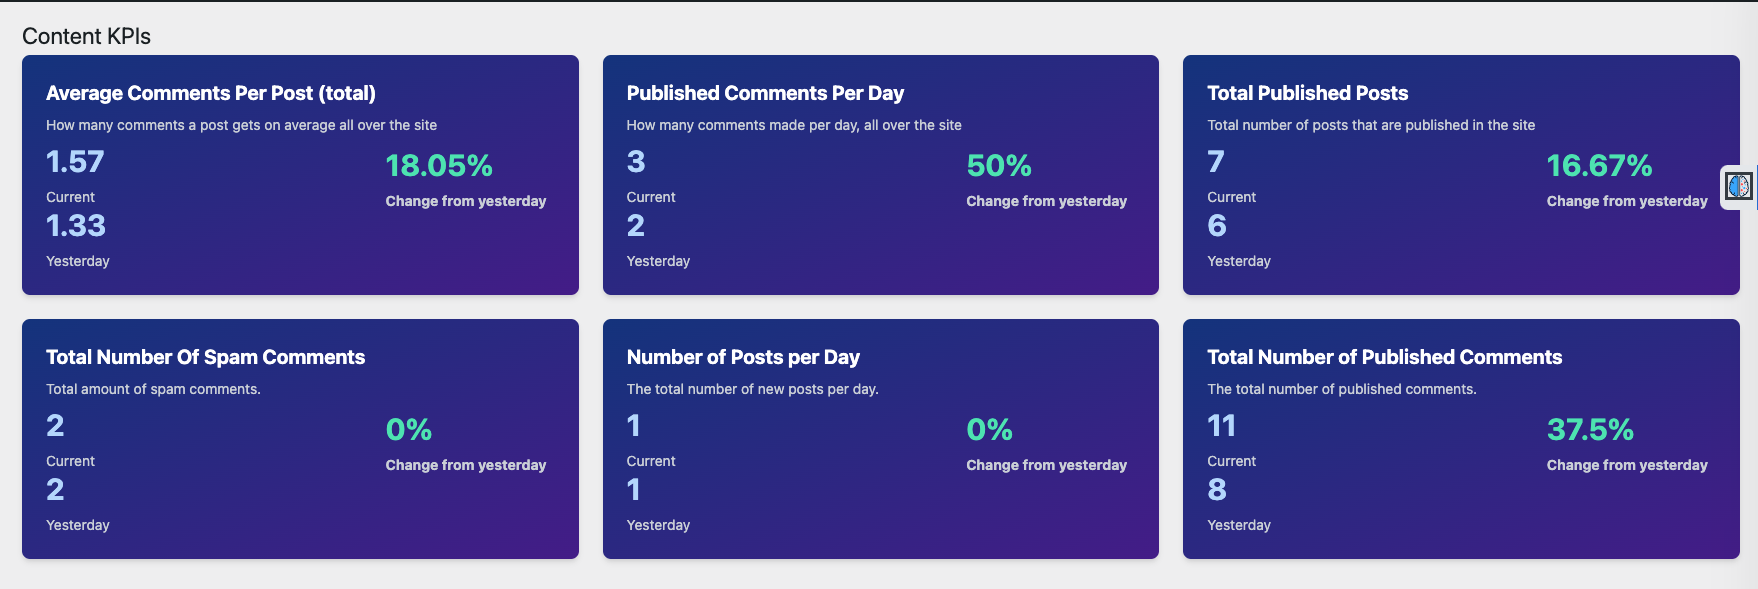 Content KPIs
Average Comments Per Post (total)
How many comments a post gets on average all over the site
1.57
Current
1.33
Yesterday
18.05%
Change from yesterday
Published Comments Per Day
How many comments made per day, all over the site
3
Current
2
Yesterday
50%
Change from yesterday
Total Published Posts
Total number of posts that are published in the site
7
Current
6
Yesterday
16.67%
Change from yesterday
Total Number Of Spam Comments
Total amount of spam comments.
2
Current
2
Yesterday
0%
Change from yesterday
Number of Posts per Day
The total number of new posts per day.
1
Current
1
Yesterday
0%
Change from yesterday
Total Number of Published Comments
The total number of published comments.
11
Current
8
Yesterday
37.5%
Change from yesterday